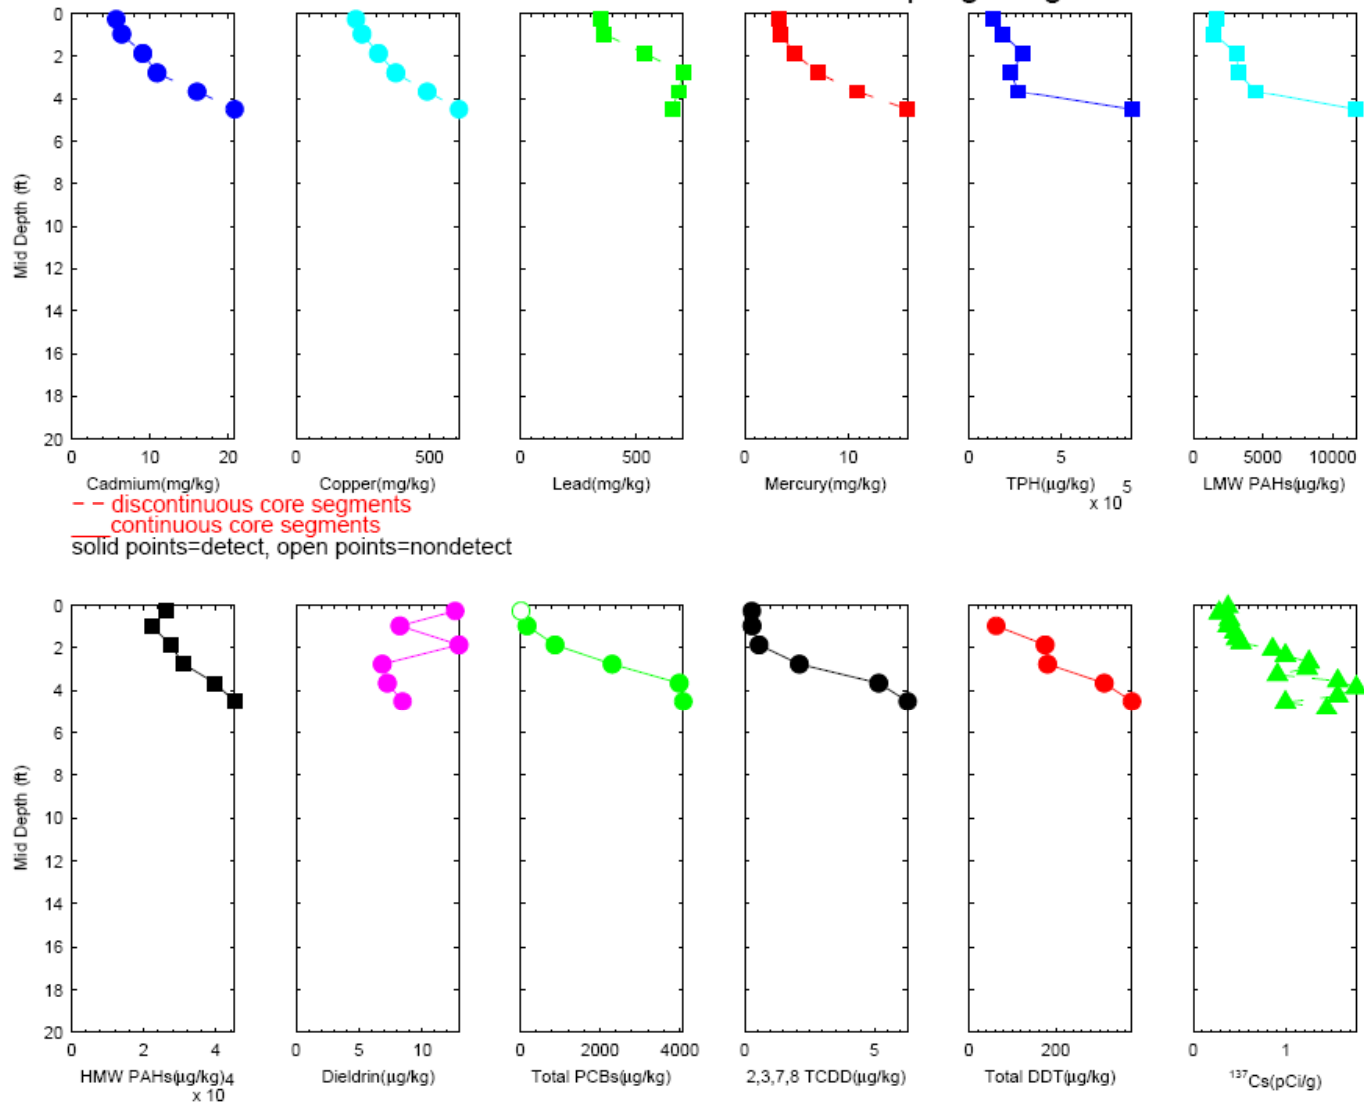 0
2
4
6
8
10
12
14
16
18
20
Mid Depth (ft)
0 10 20
Cadmium(mg/kg)
0 500
Copper(mg/kg)
0 500
Lead(mg/kg)
0 10
Mercury(mg/kg)
0 5
TPH(µg/kg)
x 10 5
0 5000 10000
LMW PAHs(µg/kg)
– – discontinuous core segments
___continuous core segments
solid points=detect, open points=nondetect
0
2
4
6
8
10
12
14
16
18
20
Mid Depth (ft)
0 2 4
HMW PAHs(µg/kg)
x 10 4
0 5 10
Dieldrin(µg/kg)
0 2000 4000
Total PCBs(µg/kg)
0 5
2,3,7,8 TCDD(µg/kg)
0 200
Total DDT(µg/kg)
0 1
¹³⁷Cs(pCi/g)